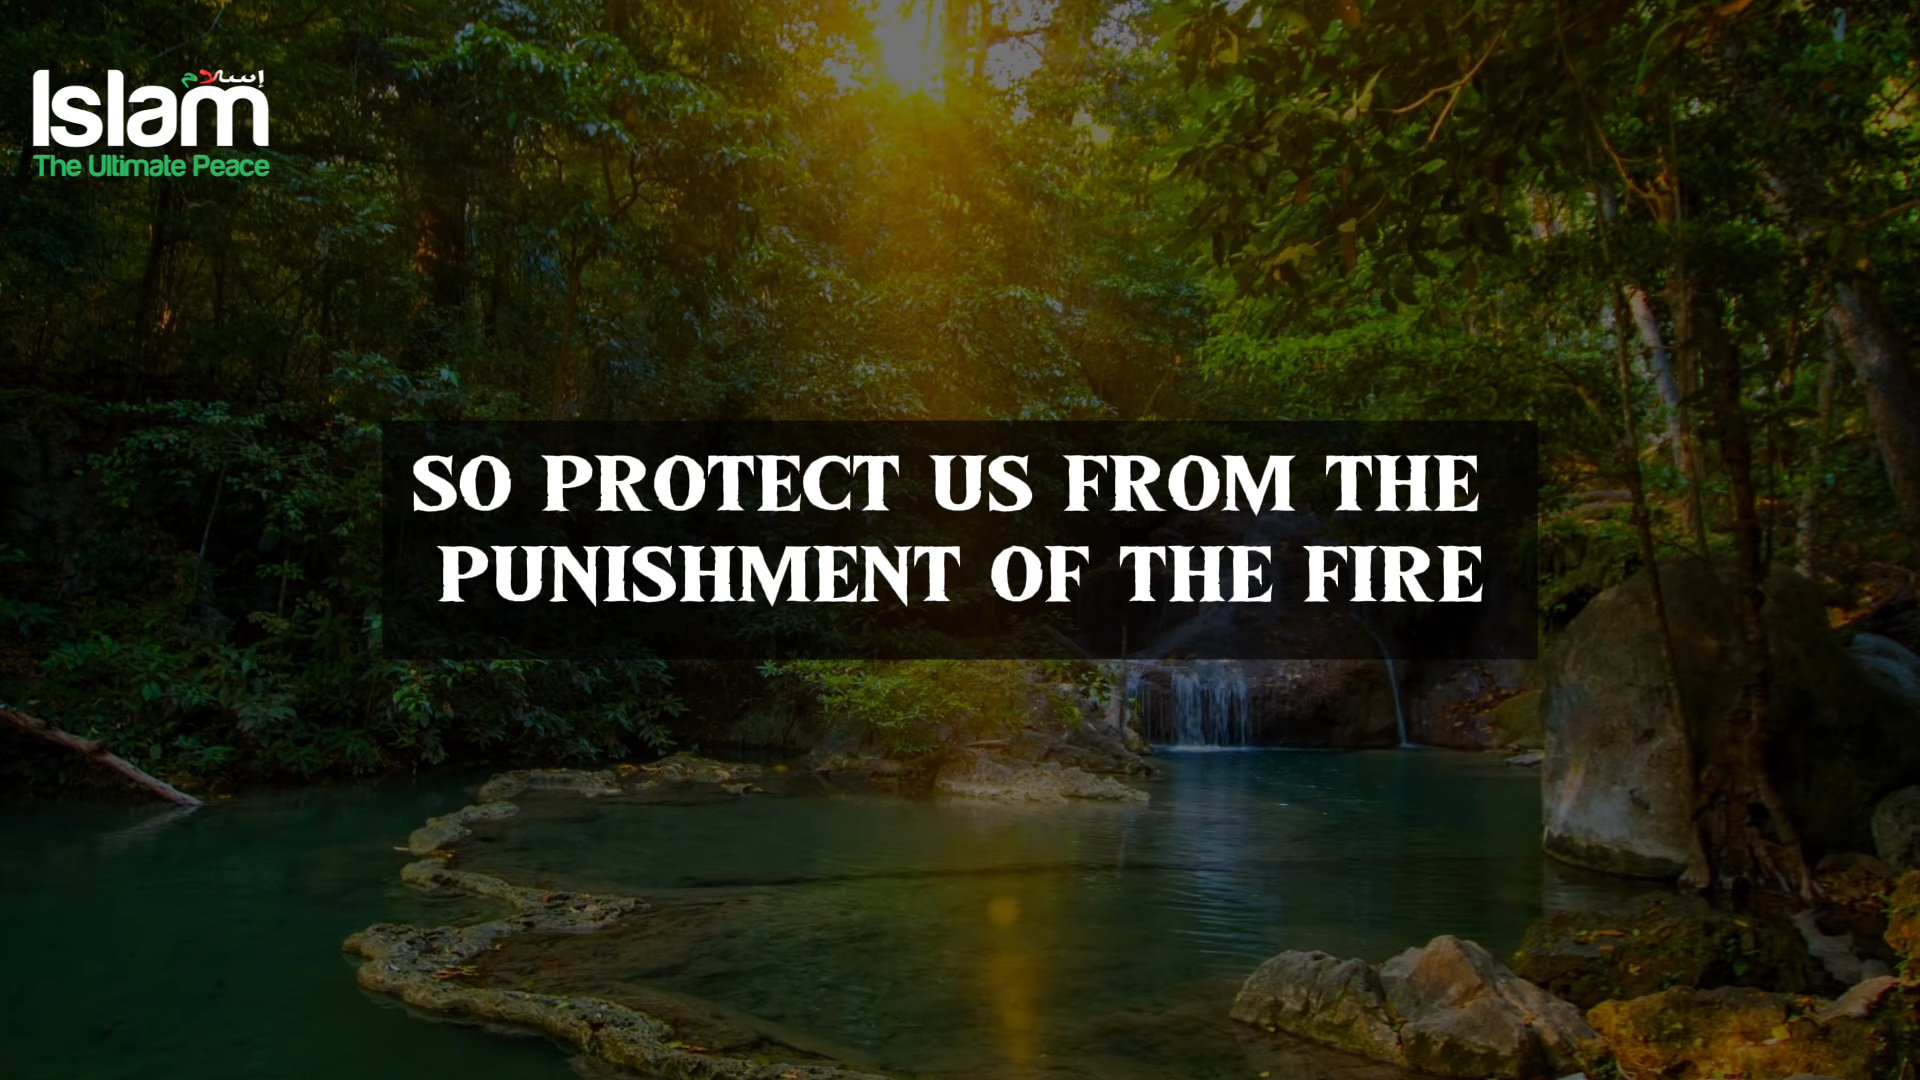 إسلام
Islam
The Ultimate Peace
SO PROTECT US FROM THE
PUNISHMENT OF THE FIRE